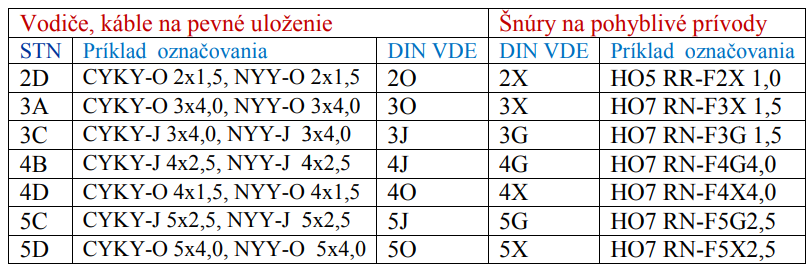 Vodiče, káble na pevné uloženie Šnúry na pohyblivé prívody
STN Príklad označovania DIN VDE DIN VDE Príklad označovania
2D CYKY-O 2x1,5, NYY-O 2x1,5 2O 2X HO5 RR-F2X 1,0
3A CYKY-O 3x4,0, NYY-O 3x4,0 3O 3X HO7 RN-F3X 1,5
3C CYKY-J 3x4,0, NYY-J 3x4,0 3J 3G HO7 RN-F3G 1,5
4B CYKY-J 4x2,5, NYY-J 4x2,5 4J 4G HO7 RN-F4G4,0
4D CYKY-O 4x1,5, NYY-O 4x1,5 4O 4X HO7 RN-F4X4,0
5C CYKY-J 5x2,5, NYY-J 5x2,5 5J 5G HO7 RN-F5G2,5
5D CYKY-O 5x4,0, NYY-O 5x4,0 5O 5X HO7 RN-F5X2,5